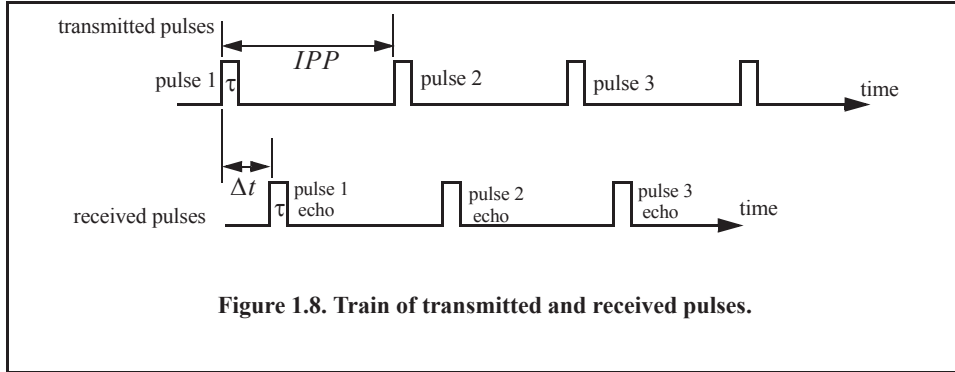 transmitted pulses
IPP
pulse 1
τ
pulse 2
pulse 3
time
Δt
received pulses
τ
pulse 1
echo
pulse 2
echo
pulse 3
echo
time
Figure 1.8. Train of transmitted and received pulses.